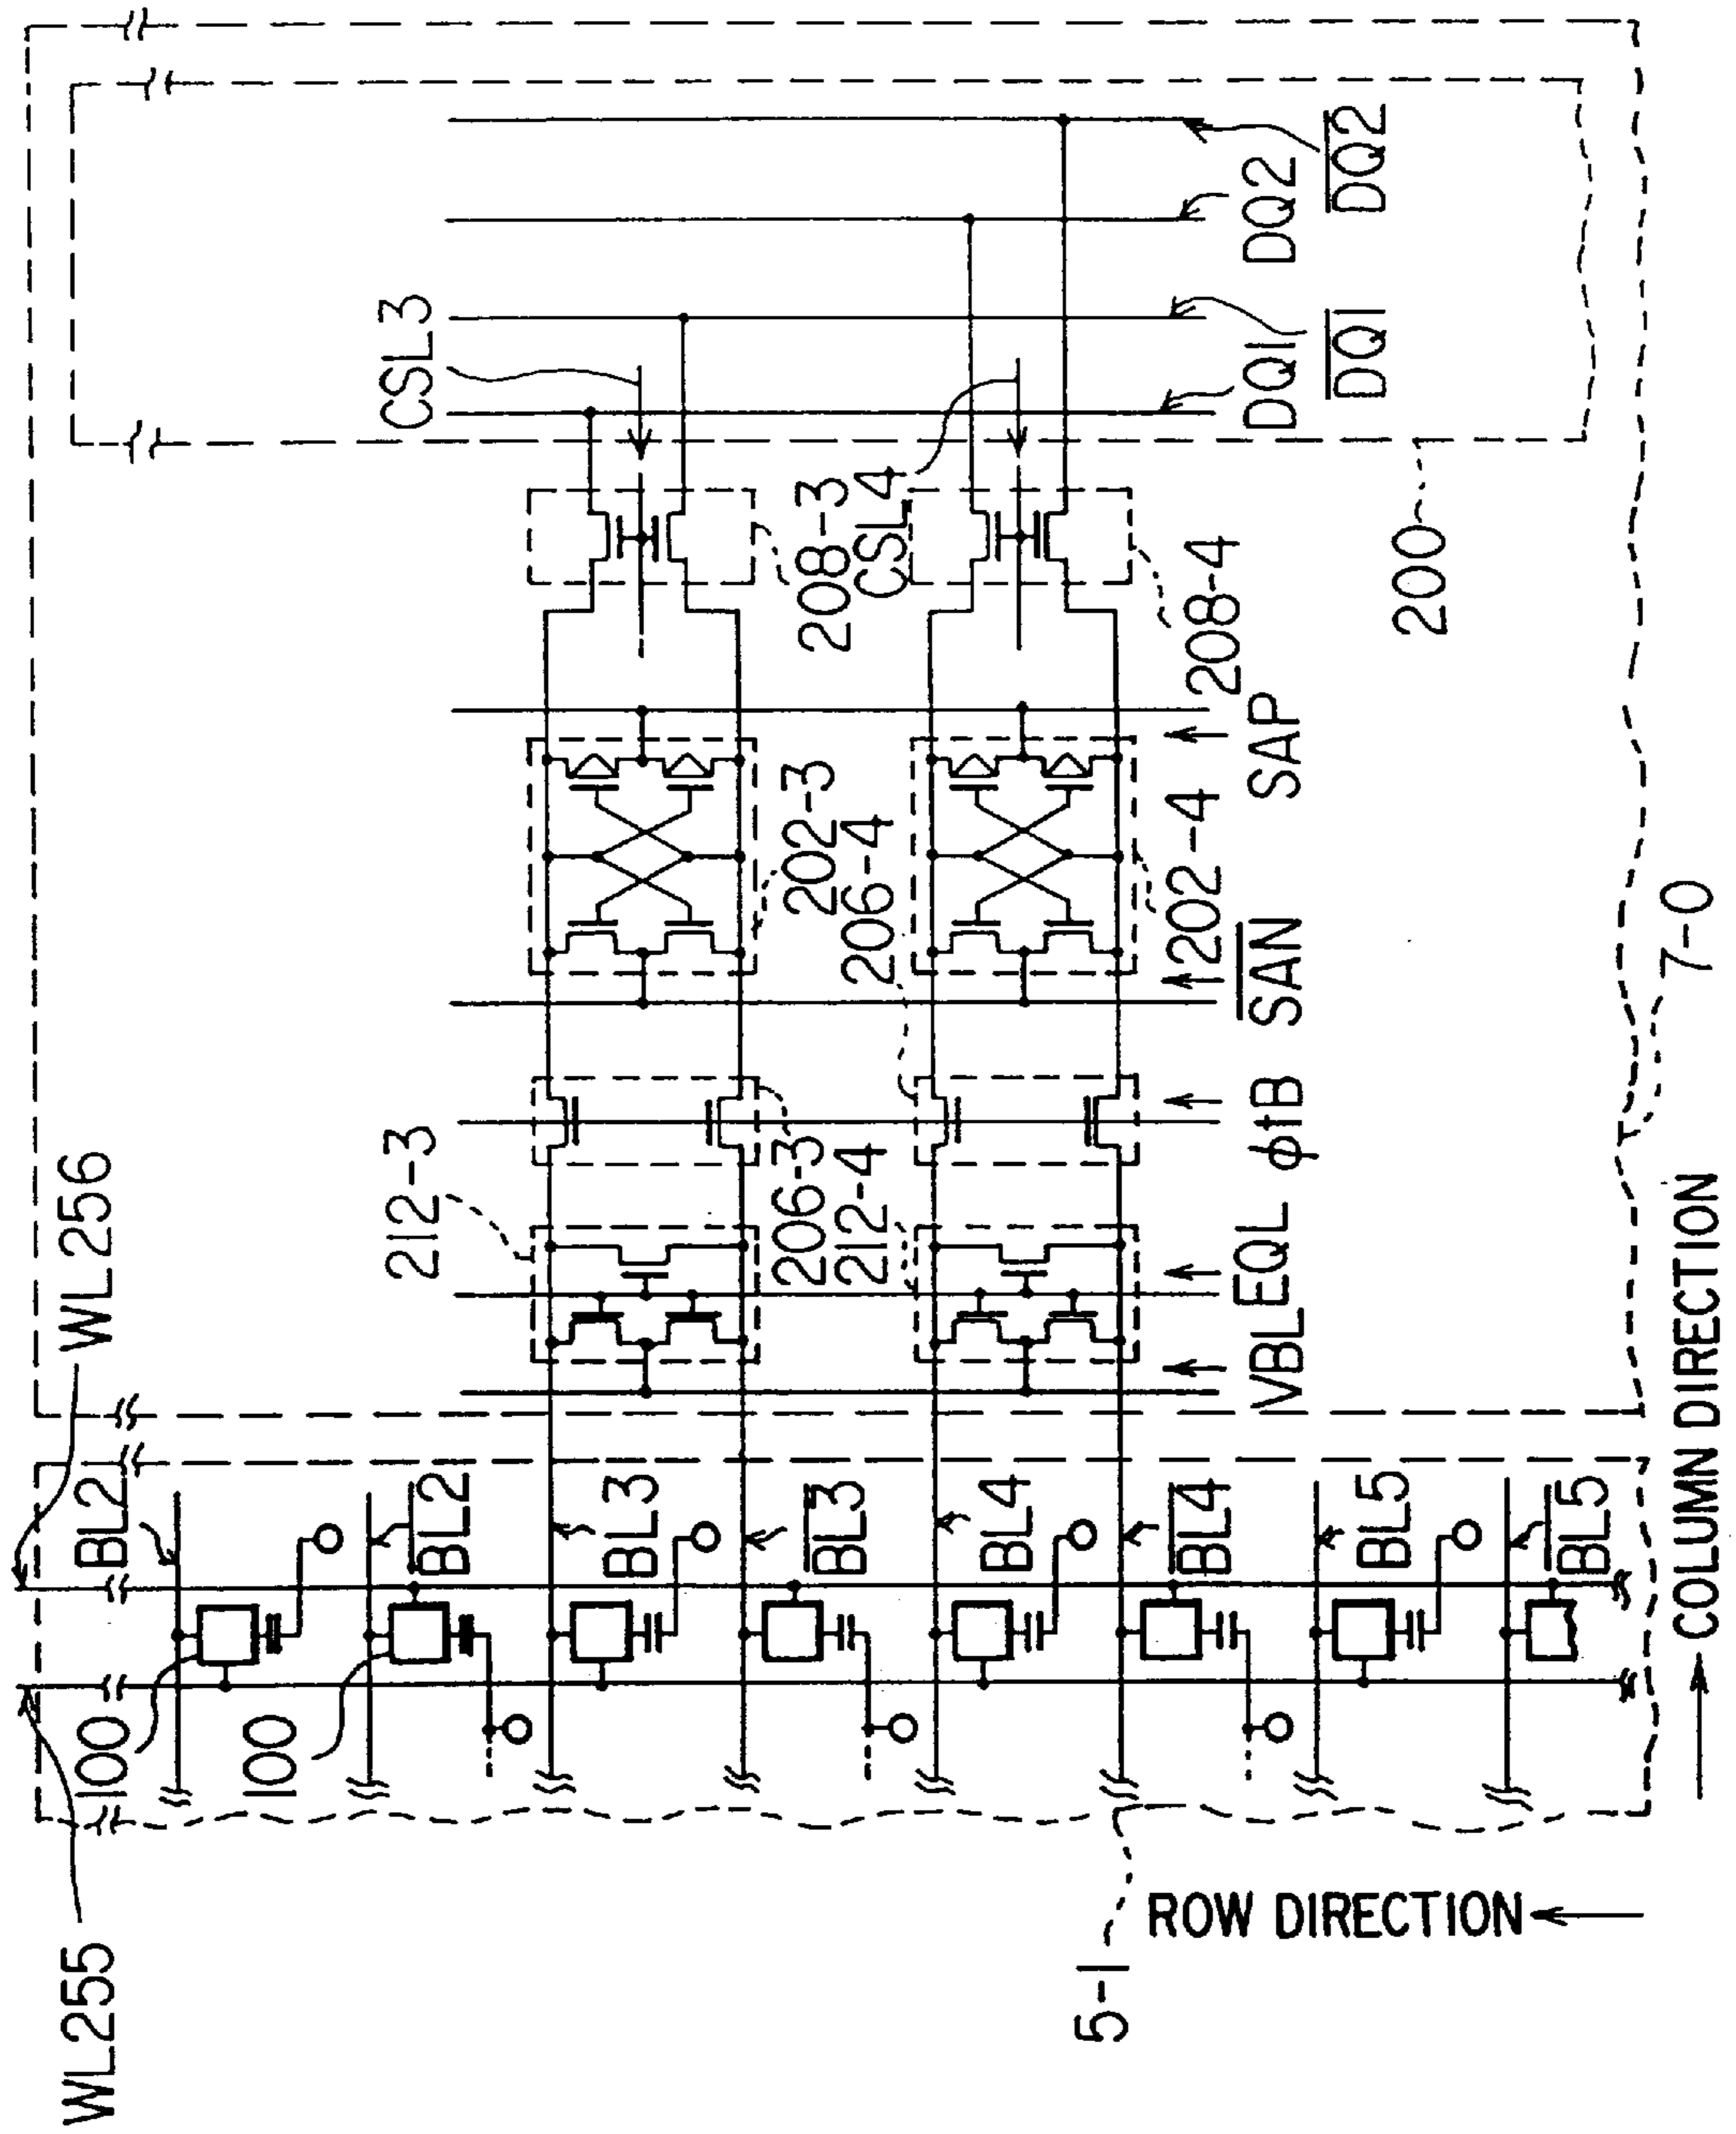 WL255
WL256
100
100
BL2
BL2
BL3
BL3
BL4
BL4
BL5
BL5
212-3
206-3
212-4
202-3
206-4
208-3
CSL4
CSL3
VBL
EQL
φtB
SAN
202-4
SAP
208-4
200
DQ1
DQ1
DQ2
DQ2
5-1
7-0
ROW DIRECTION
COLUMN DIRECTION